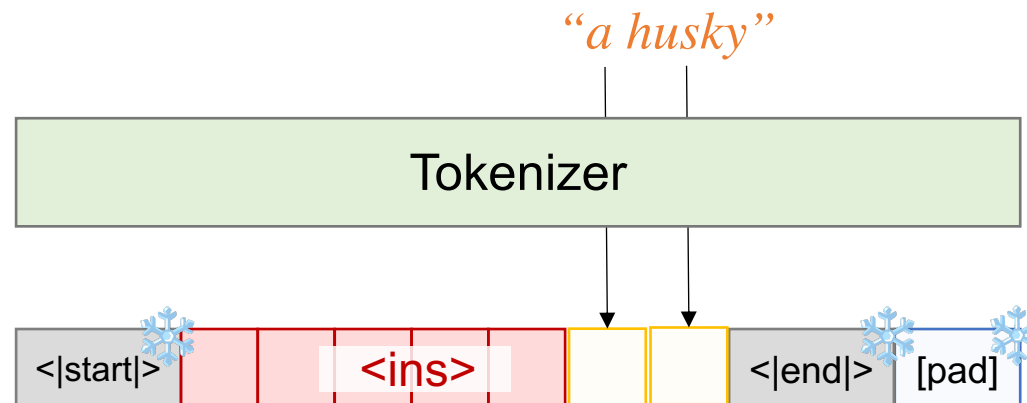 “a husky”
Tokenizer
<|start|> <ins> <|end|> [pad]